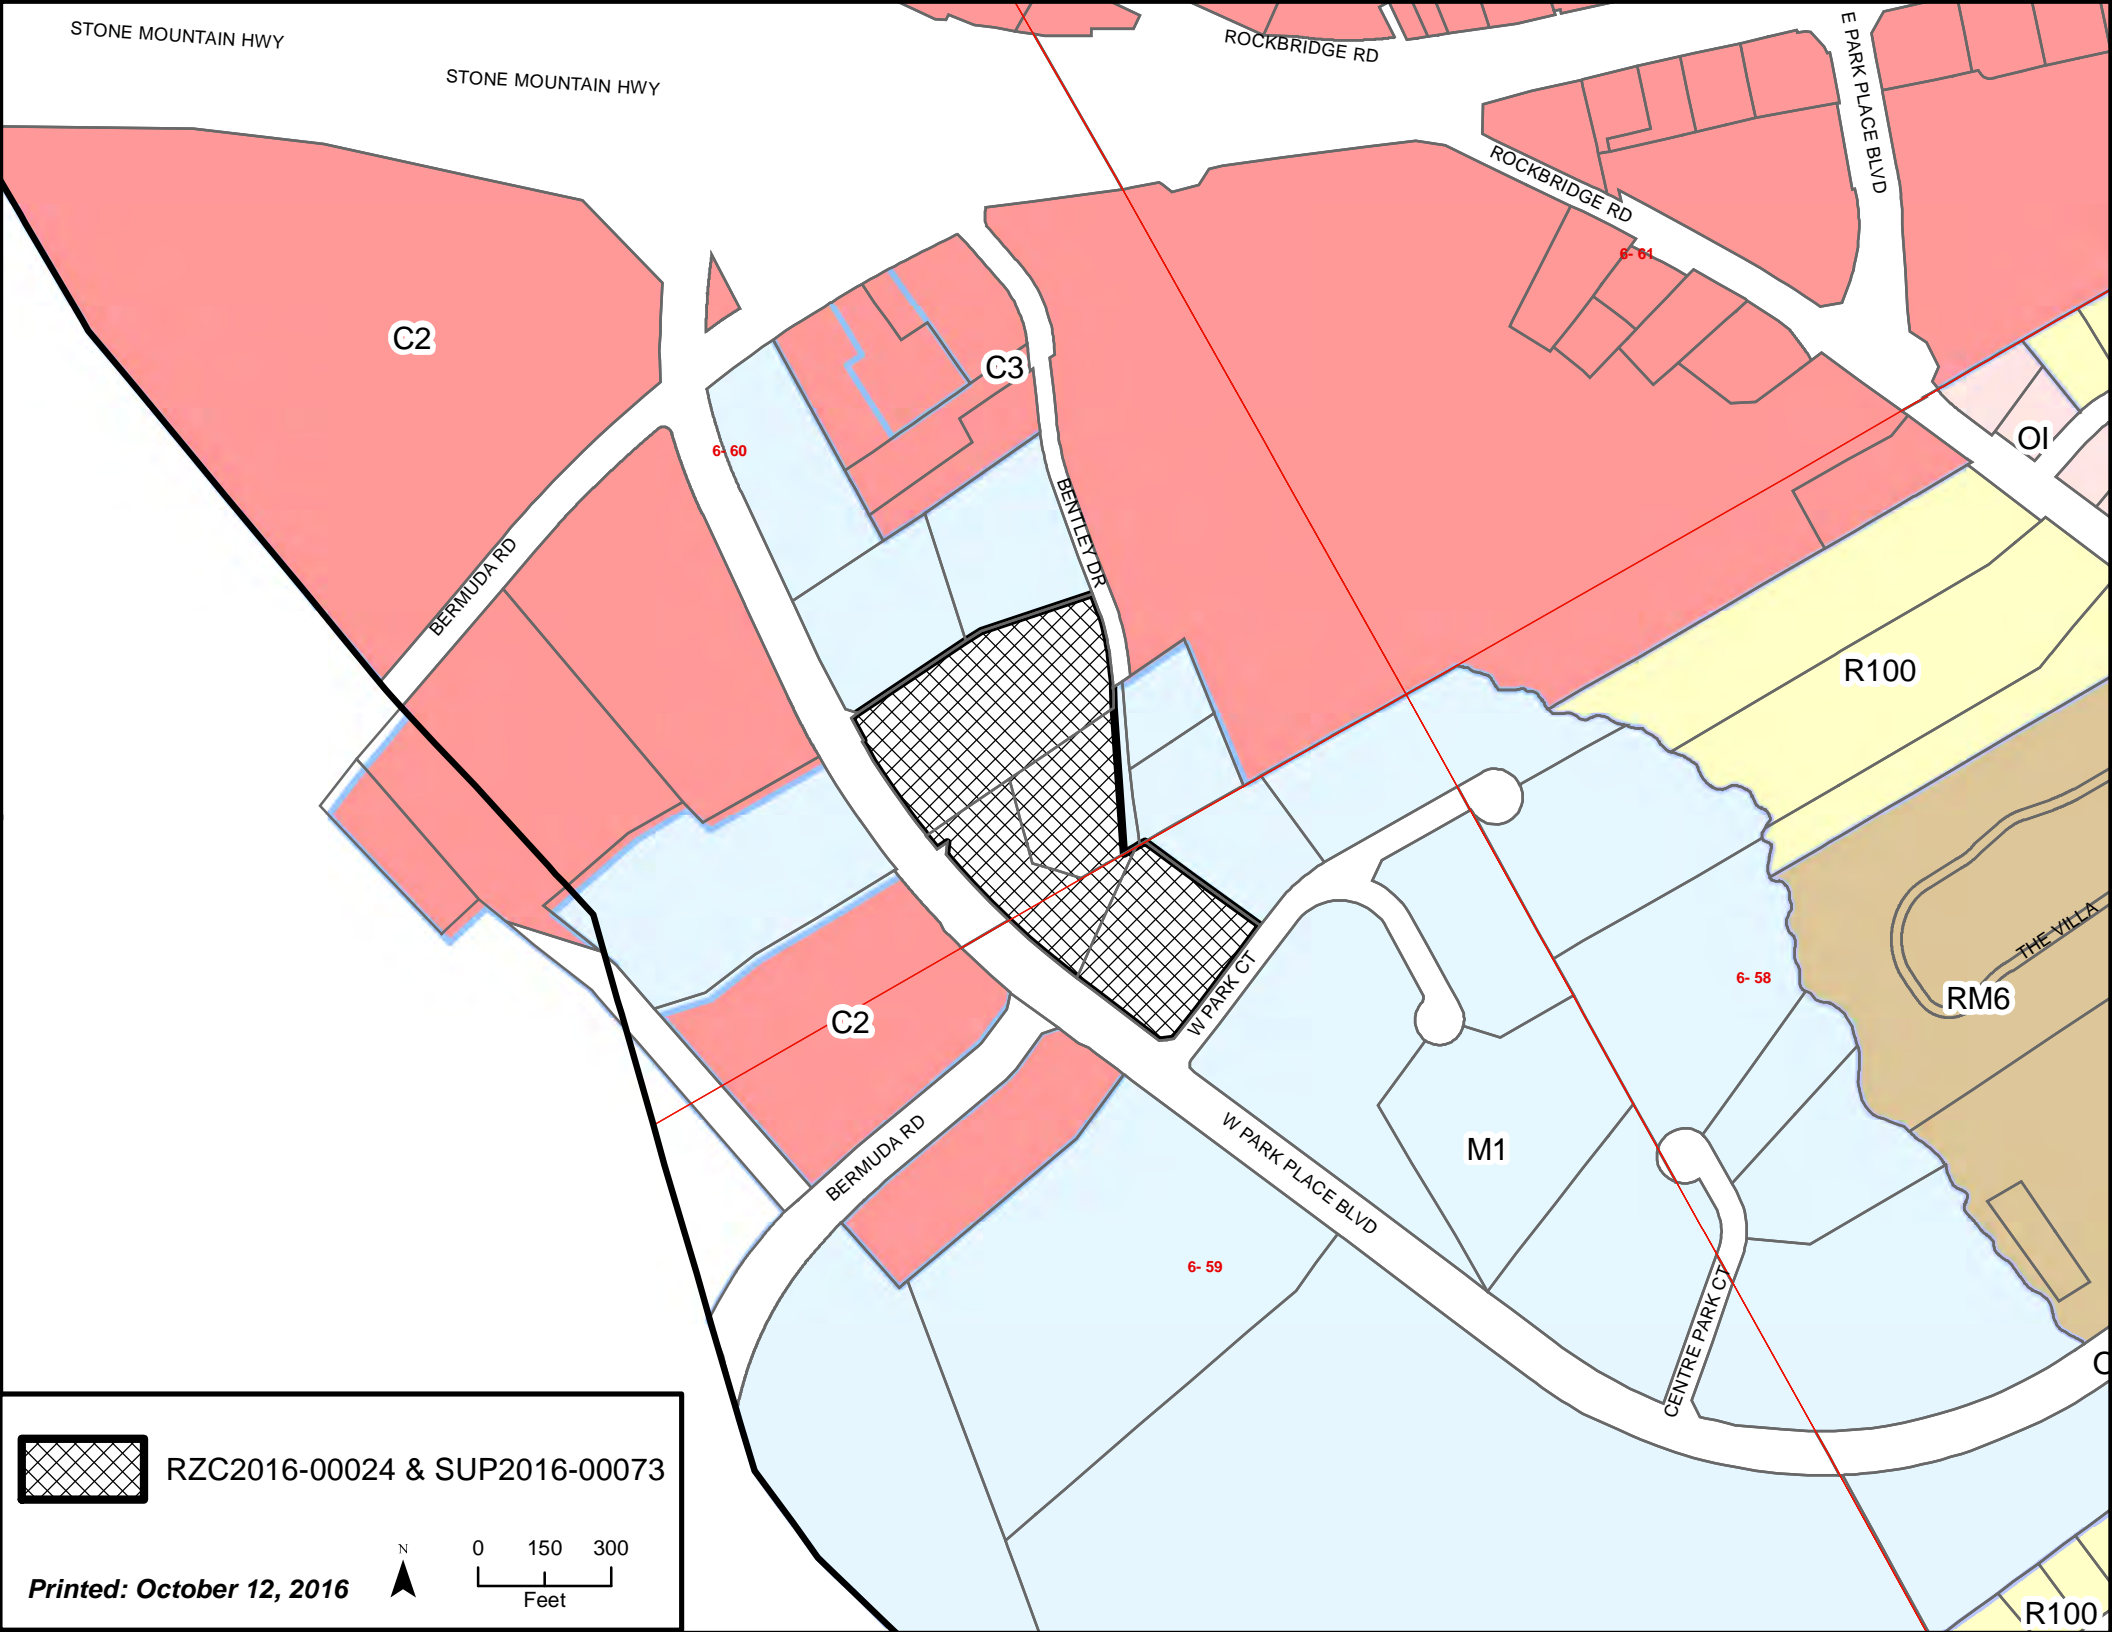 STONE MOUNTAIN HWY
STONE MOUNTAIN HWY
ROCKBRIDGE RD
E PARK PLACE BLVD
ROCKBRIDGE RD
6- 61
C2
C3
6- 60
OI
BENTLEY DR
BERMUDA RD
R100
THE VILLA
6- 58
RM6
W PARK CT
C2
BERMUDA RD
W PARK PLACE BLVD
M1
6- 59
CENTRE PARK CT
RZC2016-00024 & SUP2016-00073
N
0 150 300
Feet
Printed: October 12, 2016
R100